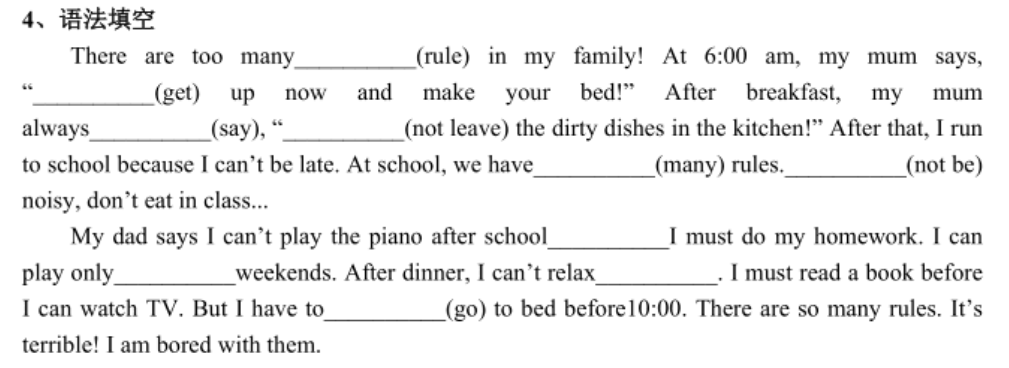 4、语法填空
There are too many__________(rule) in my family! At 6:00 am, my mum says,
“__________(get) up now and make your bed!” After breakfast, my mum
always__________(say), “__________(not leave) the dirty dishes in the kitchen!” After that, I run
to school because I can’t be late. At school, we have__________(many) rules.__________(not be)
noisy, don’t eat in class...
My dad says I can’t play the piano after school__________I must do my homework. I can
play only__________weekends. After dinner, I can’t relax__________. I must read a book before
I can watch TV. But I have to__________(go) to bed before10:00. There are so many rules. It’s
terrible! I am bored with them.